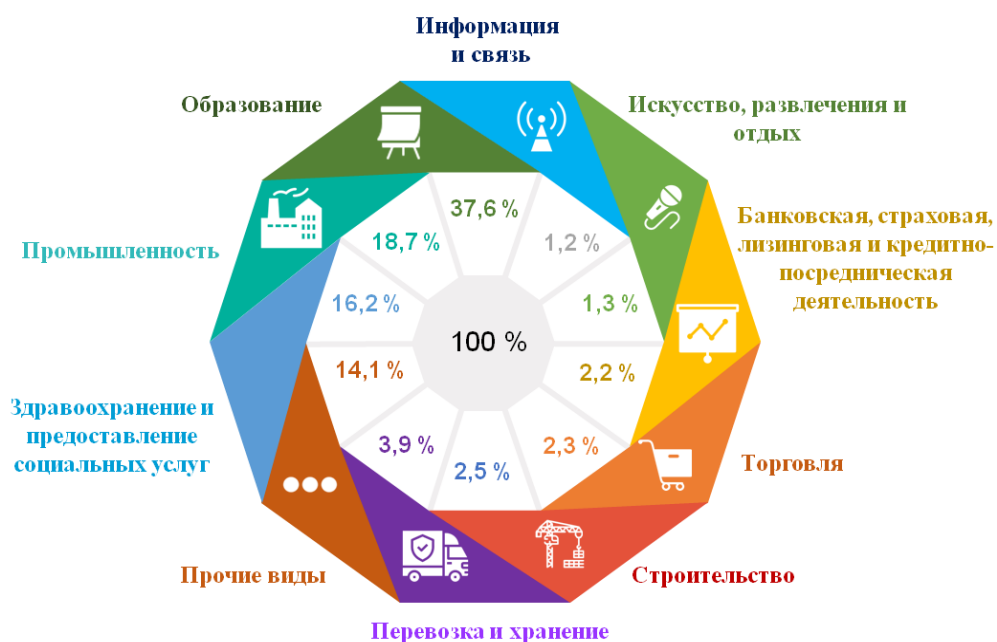 Информация
и связь
Образование
Искусство, развлечения и
отдых
37,6 %
18,7 %
1,2 %
Промышленность
Банковская, страховая,
лизинговая и кредитно-
посредническая
деятельность
16,2 %
1,3 %
100 %
14,1 %
2,2 %
Здравоохранение и
предоставление
социальных услуг
3,9 %
2,5 %
2,3 %
Торговля
Прочие виды
Строительство
Перевозка и хранение